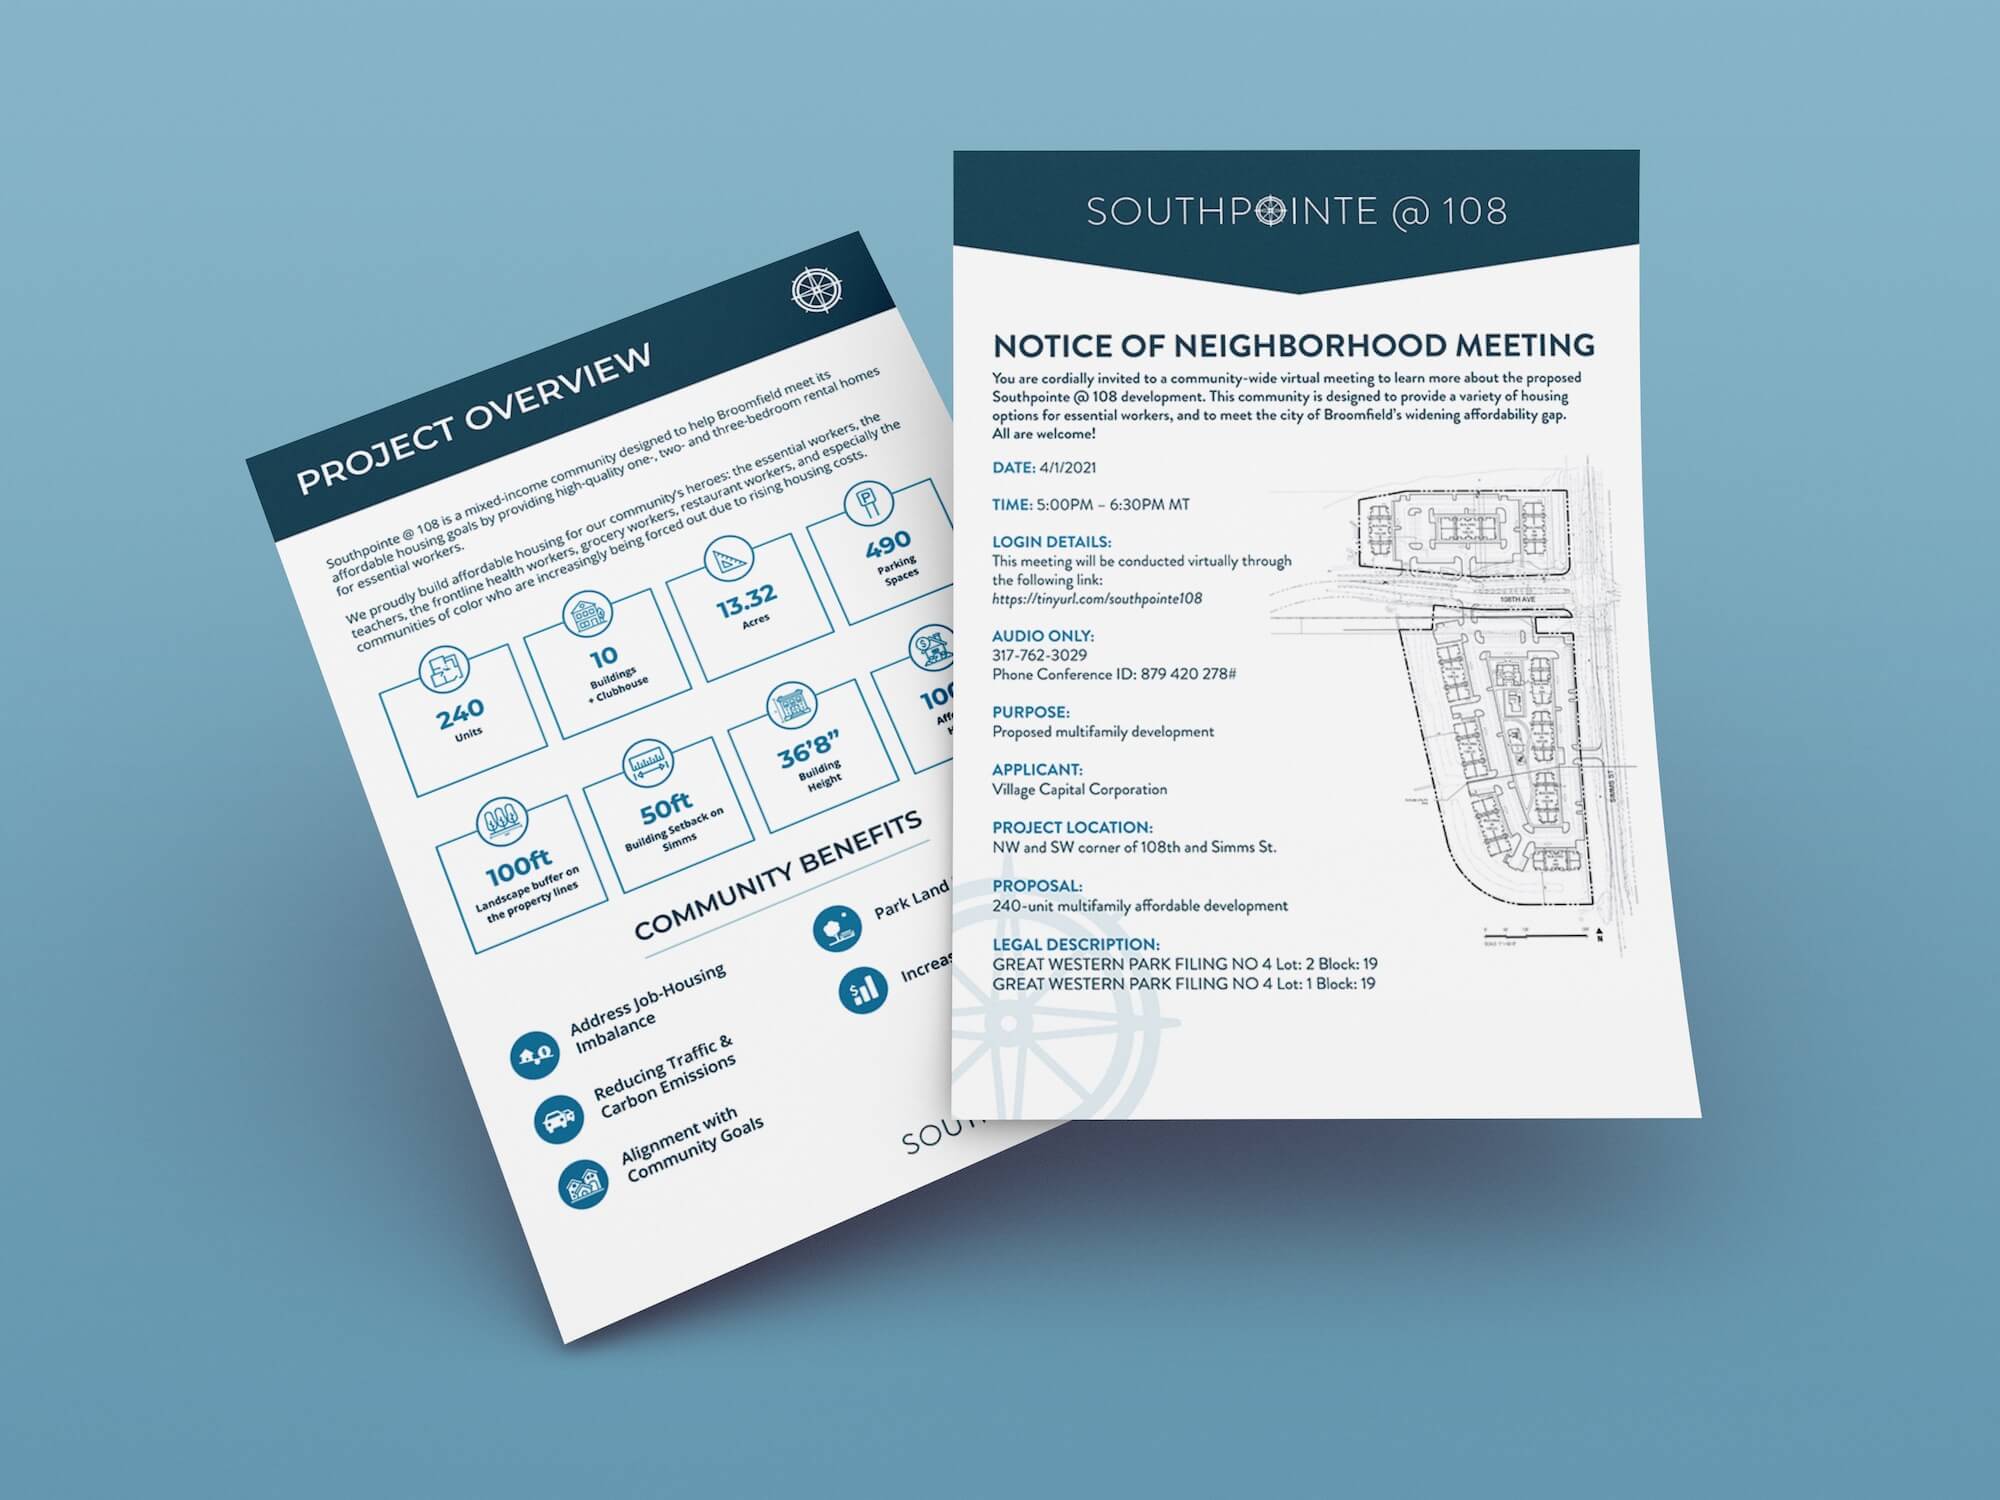 PROJECT OVERVIEW
Southpointe @ 108 is a mixed-income community designed to help Broomfield meet its
affordable housing goals by providing high-quality one-, two- and three-bedroom rental homes
for essential workers.
We proudly build affordable housing for our community's heroes: the essential workers, the
teachers, the frontline health workers, grocery workers, restaurant workers, and especially the
communities of color who are increasingly being forced out due to rising housing costs.
240
Units
10
Buildings
+ Clubhouse
13.32
Acres
P
490
Parking
Spaces
100ft
Landscape buffer on
the property lines
50ft
Building Setback on
Simms
36'8”
Building
Height
COMMUNITY BENEFITS
Address Job-Housing
Imbalance
Reducing Traffic &
Carbon Emissions
Alignment with
Community Goals
Park Land
SOUTHPOINTE @ 108
NOTICE OF NEIGHBORHOOD MEETING
You are cordially invited to a community-wide virtual meeting to learn more about the proposed
Southpointe @ 108 development. This community is designed to provide a variety of housing
options for essential workers, and to meet the city of Broomfield's widening affordability gap.
All are welcome!
DATE: 4/1/2021
TIME: 5:00PM – 6:30PM MT
LOGIN DETAILS:
This meeting will be conducted virtually through
the following link:
https://tinyurl.com/southpointe108
AUDIO ONLY:
317-762-3029
Phone Conference ID: 879 420 278#
PURPOSE:
Proposed multifamily development
APPLICANT:
Village Capital Corporation
PROJECT LOCATION:
NW and SW corner of 108th and Simms St.
PROPOSAL:
240-unit multifamily affordable development
LEGAL DESCRIPTION:
GREAT WESTERN PARK FILING NO 4 Lot: 2 Block: 19
GREAT WESTERN PARK FILING NO 4 Lot: 1 Block: 19
108TH AVE
SIMMS ST
N